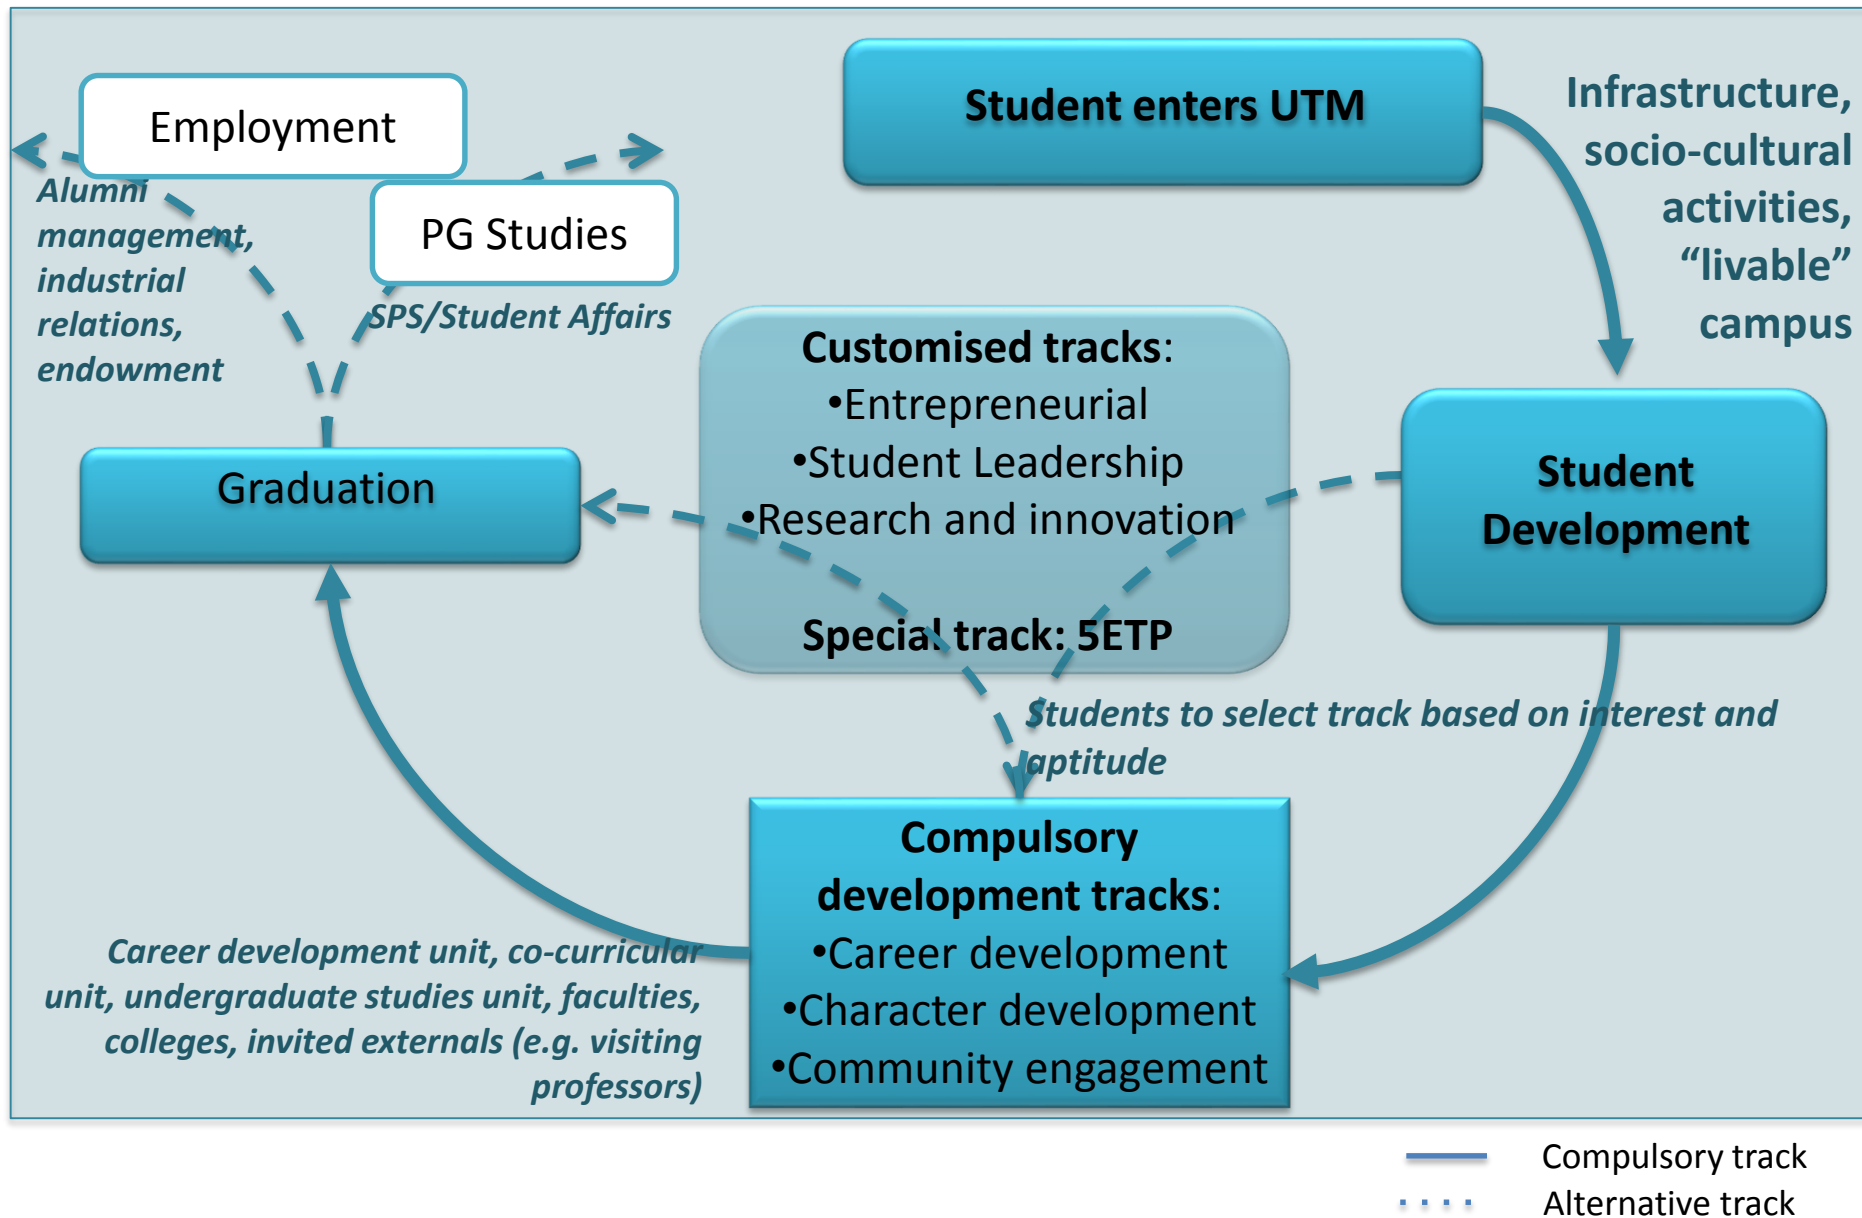 Student enters UTM
Infrastructure,
socio-cultural
activities,
“livable”
campus
Employment
PG Studies
Alumni
management,
industrial
relations,
endowment
SPS/Student Affairs
Customised tracks:
•Entrepreneurial
•Student Leadership
•Research and innovation
Special track: 5ETP
Student
Development
Graduation
Students to select track based on interest and
aptitude
Compulsory
development tracks:
•Career development
•Character development
•Community engagement
Career development unit, co-curricular
unit, undergraduate studies unit, faculties,
colleges, invited externals (e.g. visiting
professors)
Compulsory track
Alternative track